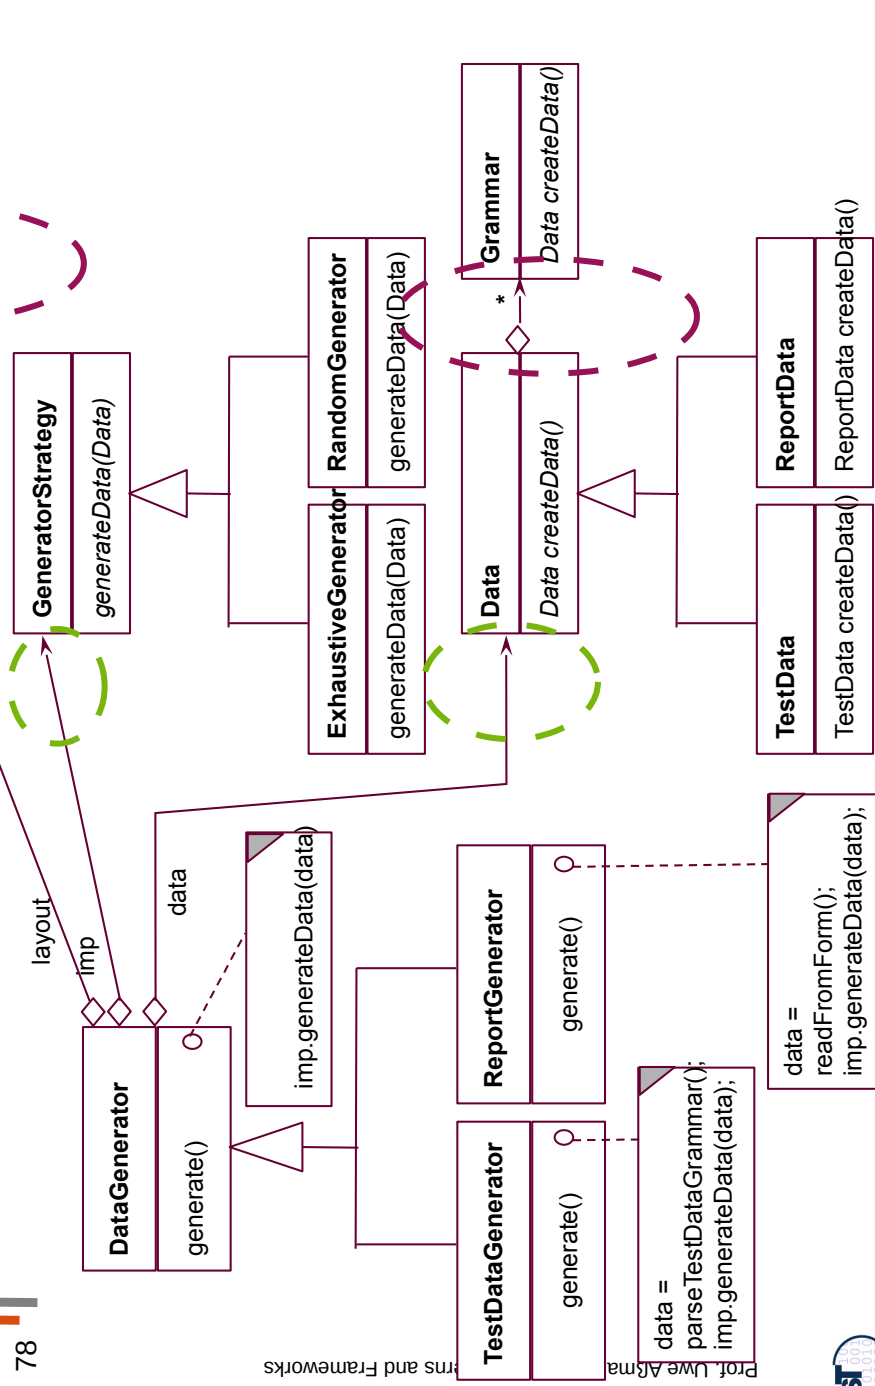 78
layout
imp
data
DataGenerator
generate()
imp.generateData(data)
TestDataGenerator
generate()
ReportGenerator
generate()
data =
parseTestDataGrammar();
imp.generateData(data);
data =
readFromForm();
imp.generateData(data);
GeneratorStrategy
generateData(Data)
ExhaustiveGenerator
generateData(Data)
RandomGenerator
generateData(Data)
Data
Data createData()
*
Grammar
Data createData()
TestData
TestData createData()
ReportData
ReportData createData()
Prof. Uwe Aßma
and Frameworks
ST